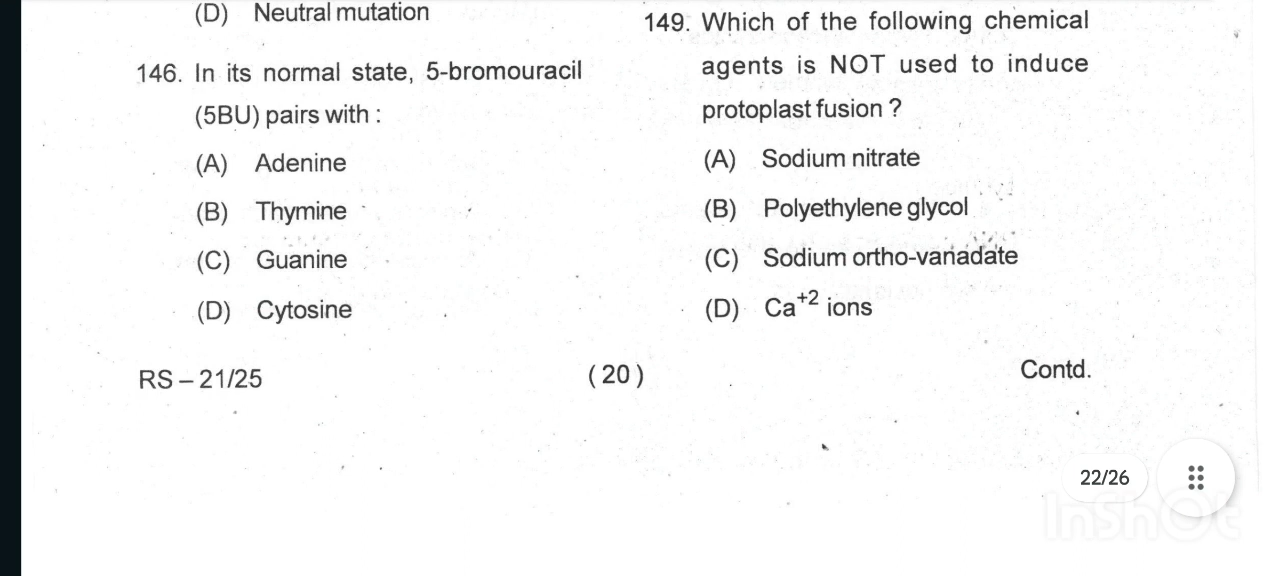 (D) Neutral mutation
146. In its normal state, 5-bromouracil
(5BU) pairs with :
(A) Adenine
(B) Thymine
(C) Guanine
(D) Cytosine
149. Which of the following chemical
agents is NOT used to induce
protoplast fusion ?
(A) Sodium nitrate
(B) Polyethylene glycol
(C) Sodium ortho-vanadate
(D) Ca+2 ions
RS – 21/25
(20)
Contd.
22/26
InShOt